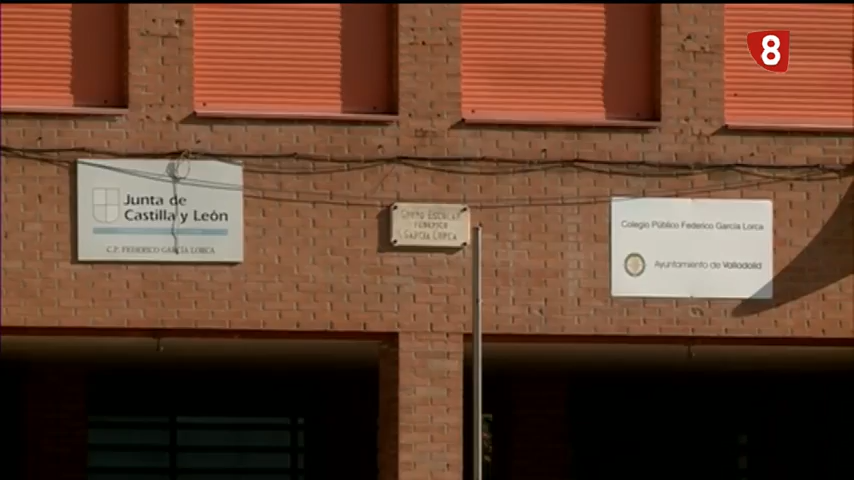 8
Junta de
Castilla y León
C.P. FEDERICO GARCÍA LORCA
GRUPO ESCOLAR
FEDERICO
GARCÍA LORCA
Colegio Público Federico García Lorca
Ayuntamiento de Valladolid